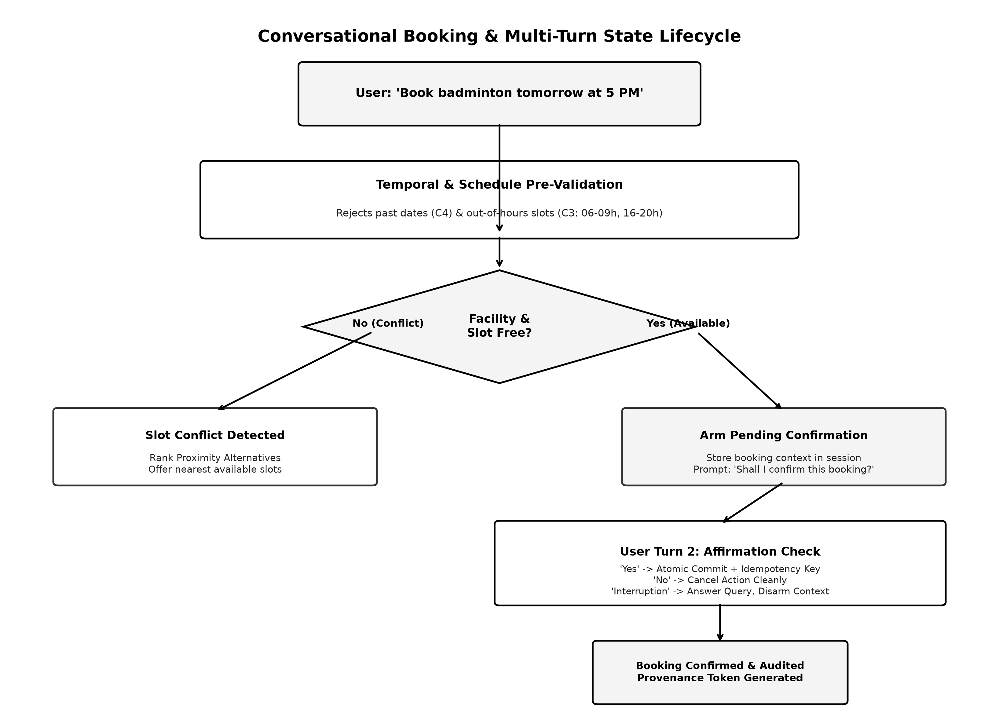 Conversational Booking & Multi-Turn State Lifecycle
User: 'Book badminton tomorrow at 5 PM'
Temporal & Schedule Pre-Validation
Rejects past dates (C4) & out-of-hours slots (C3: 06-09h, 16-20h)
Facility &
Slot Free?
No (Conflict)
Yes (Available)
Slot Conflict Detected
Rank Proximity Alternatives
Offer nearest available slots
Arm Pending Confirmation
Store booking context in session
Prompt: 'Shall I confirm this booking?'
User Turn 2: Affirmation Check
'Yes' -> Atomic Commit + Idempotency Key
'No' -> Cancel Action Cleanly
'Interruption' -> Answer Query, Disarm Context
Booking Confirmed & Audited
Provenance Token Generated